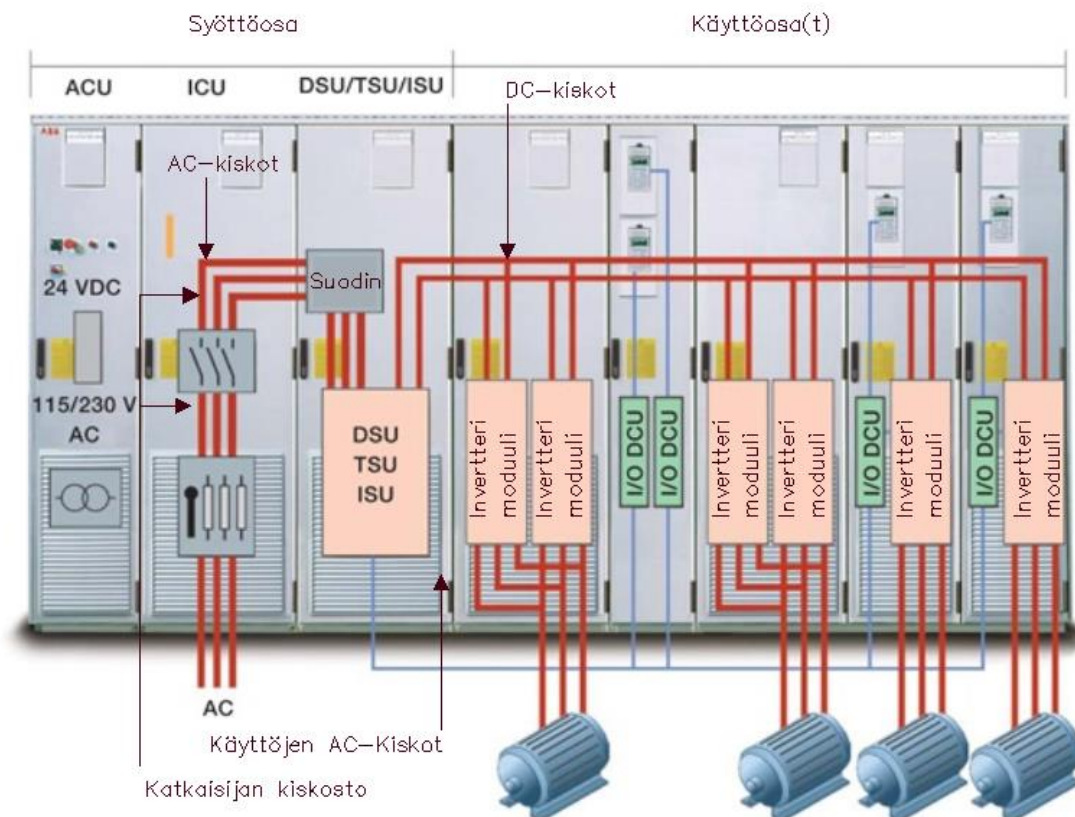 Syöttöosa
Käyttöosa(t)
ACU
ICU
DSU/TSU/ISU
DC-kiskot
ABB
AC-kiskot
24 VDC
Suodin
115/230 V
AC
DSU
TSU
ISU
Invertteri
moduuli
Invertteri
moduuli
I/O DCU
I/O DCU
Invertteri
moduuli
Invertteri
moduuli
I/O DCU
Invertteri
moduuli
I/O DCU
Invertteri
moduuli
AC
Käyttöjen AC-Kiskot
Katkaisijan kiskosto